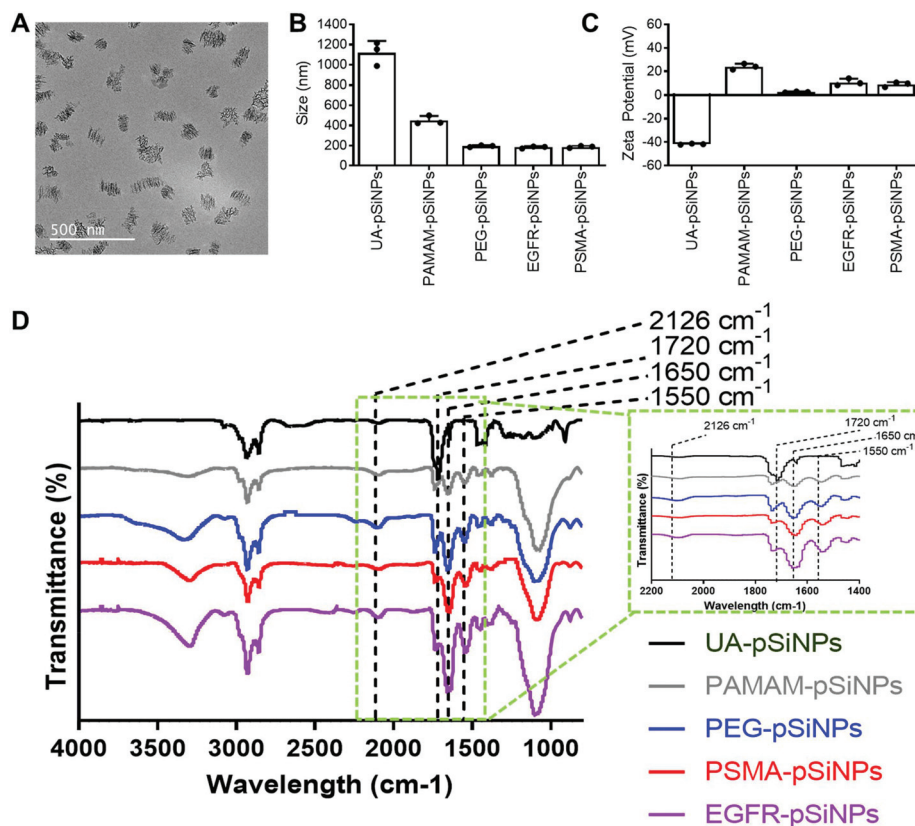 A
500 nm
B
Size (nm)
1400
1200
1000
800
600
400
200
0
UA-pSiNPs
PAMAM-pSiNPs
PEG-pSiNPs
EGFR-pSiNPs
PSMA-pSiNPs
C
Zeta Potential (mV)
60
40
20
0
-20
-40
-60
UA-pSiNPs
PAMAM-pSiNPs
PEG-pSiNPs
EGFR-pSiNPs
PSMA-pSiNPs
D
2126 cm⁻¹
1720 cm⁻¹
1650 cm⁻¹
1550 cm⁻¹
Transmittance (%)
4000 3500 3000 2500 2000 1500 1000
Wavelength (cm-1)
2126 cm⁻¹
1720 cm⁻¹
1650 cm⁻¹
1550 cm⁻¹
Transmittance (%)
2200 2000 1800 1600 1400
Wavelength (cm-1)
UA-pSiNPs
PAMAM-pSiNPs
PEG-pSiNPs
PSMA-pSiNPs
EGFR-pSiNPs